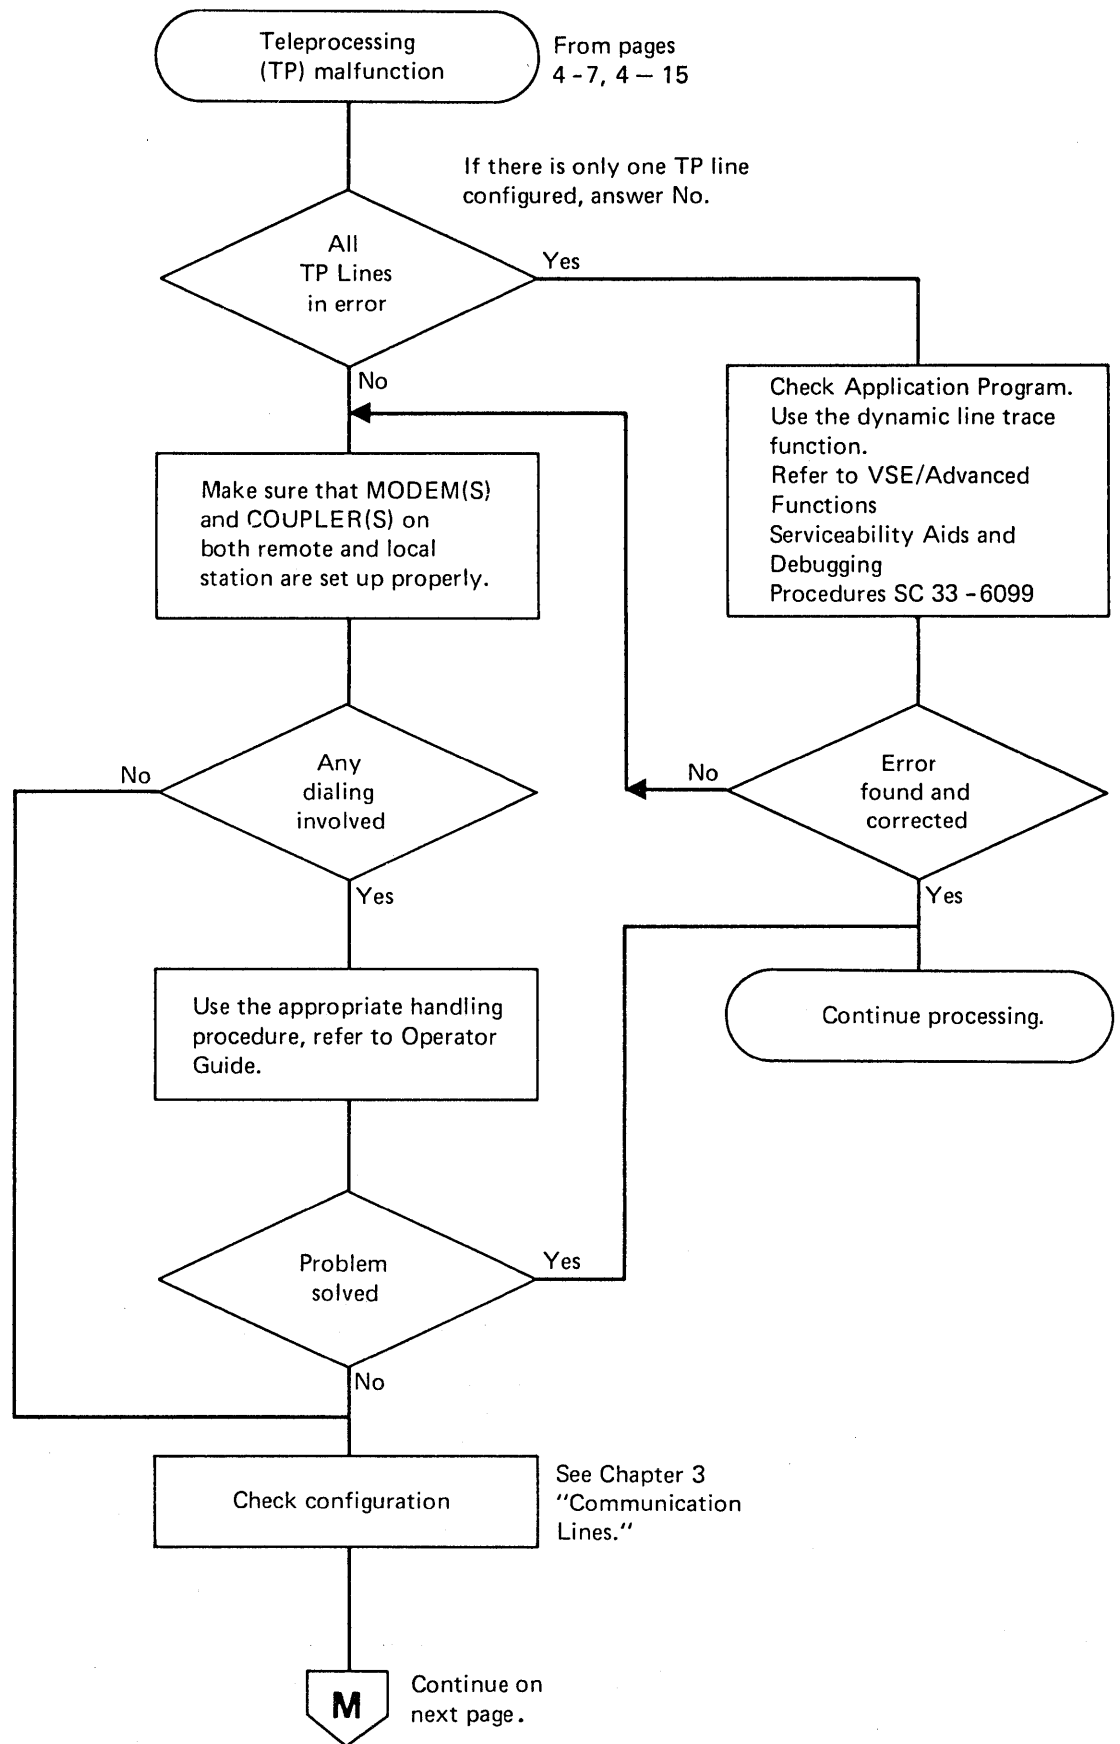 Teleprocessing
(TP) malfunction
From pages
4 -7, 4 — 15
If there is only one TP line
configured, answer No.
All
TP Lines
in error
Yes
No
Check Application Program.
Use the dynamic line trace
function.
Refer to VSE/Advanced
Functions
Serviceability Aids and
Debugging
Procedures SC 33 -6099
Make sure that MODEM(S)
and COUPLER(S) on
both remote and local
station are set up properly.
No
Any
dialing
involved
Yes
No
Error
found and
corrected
Yes
Use the appropriate handling
procedure, refer to Operator
Guide.
Continue processing.
Problem
solved
Yes
No
Check configuration
See Chapter 3
"Communication
Lines."
M
Continue on
next page.